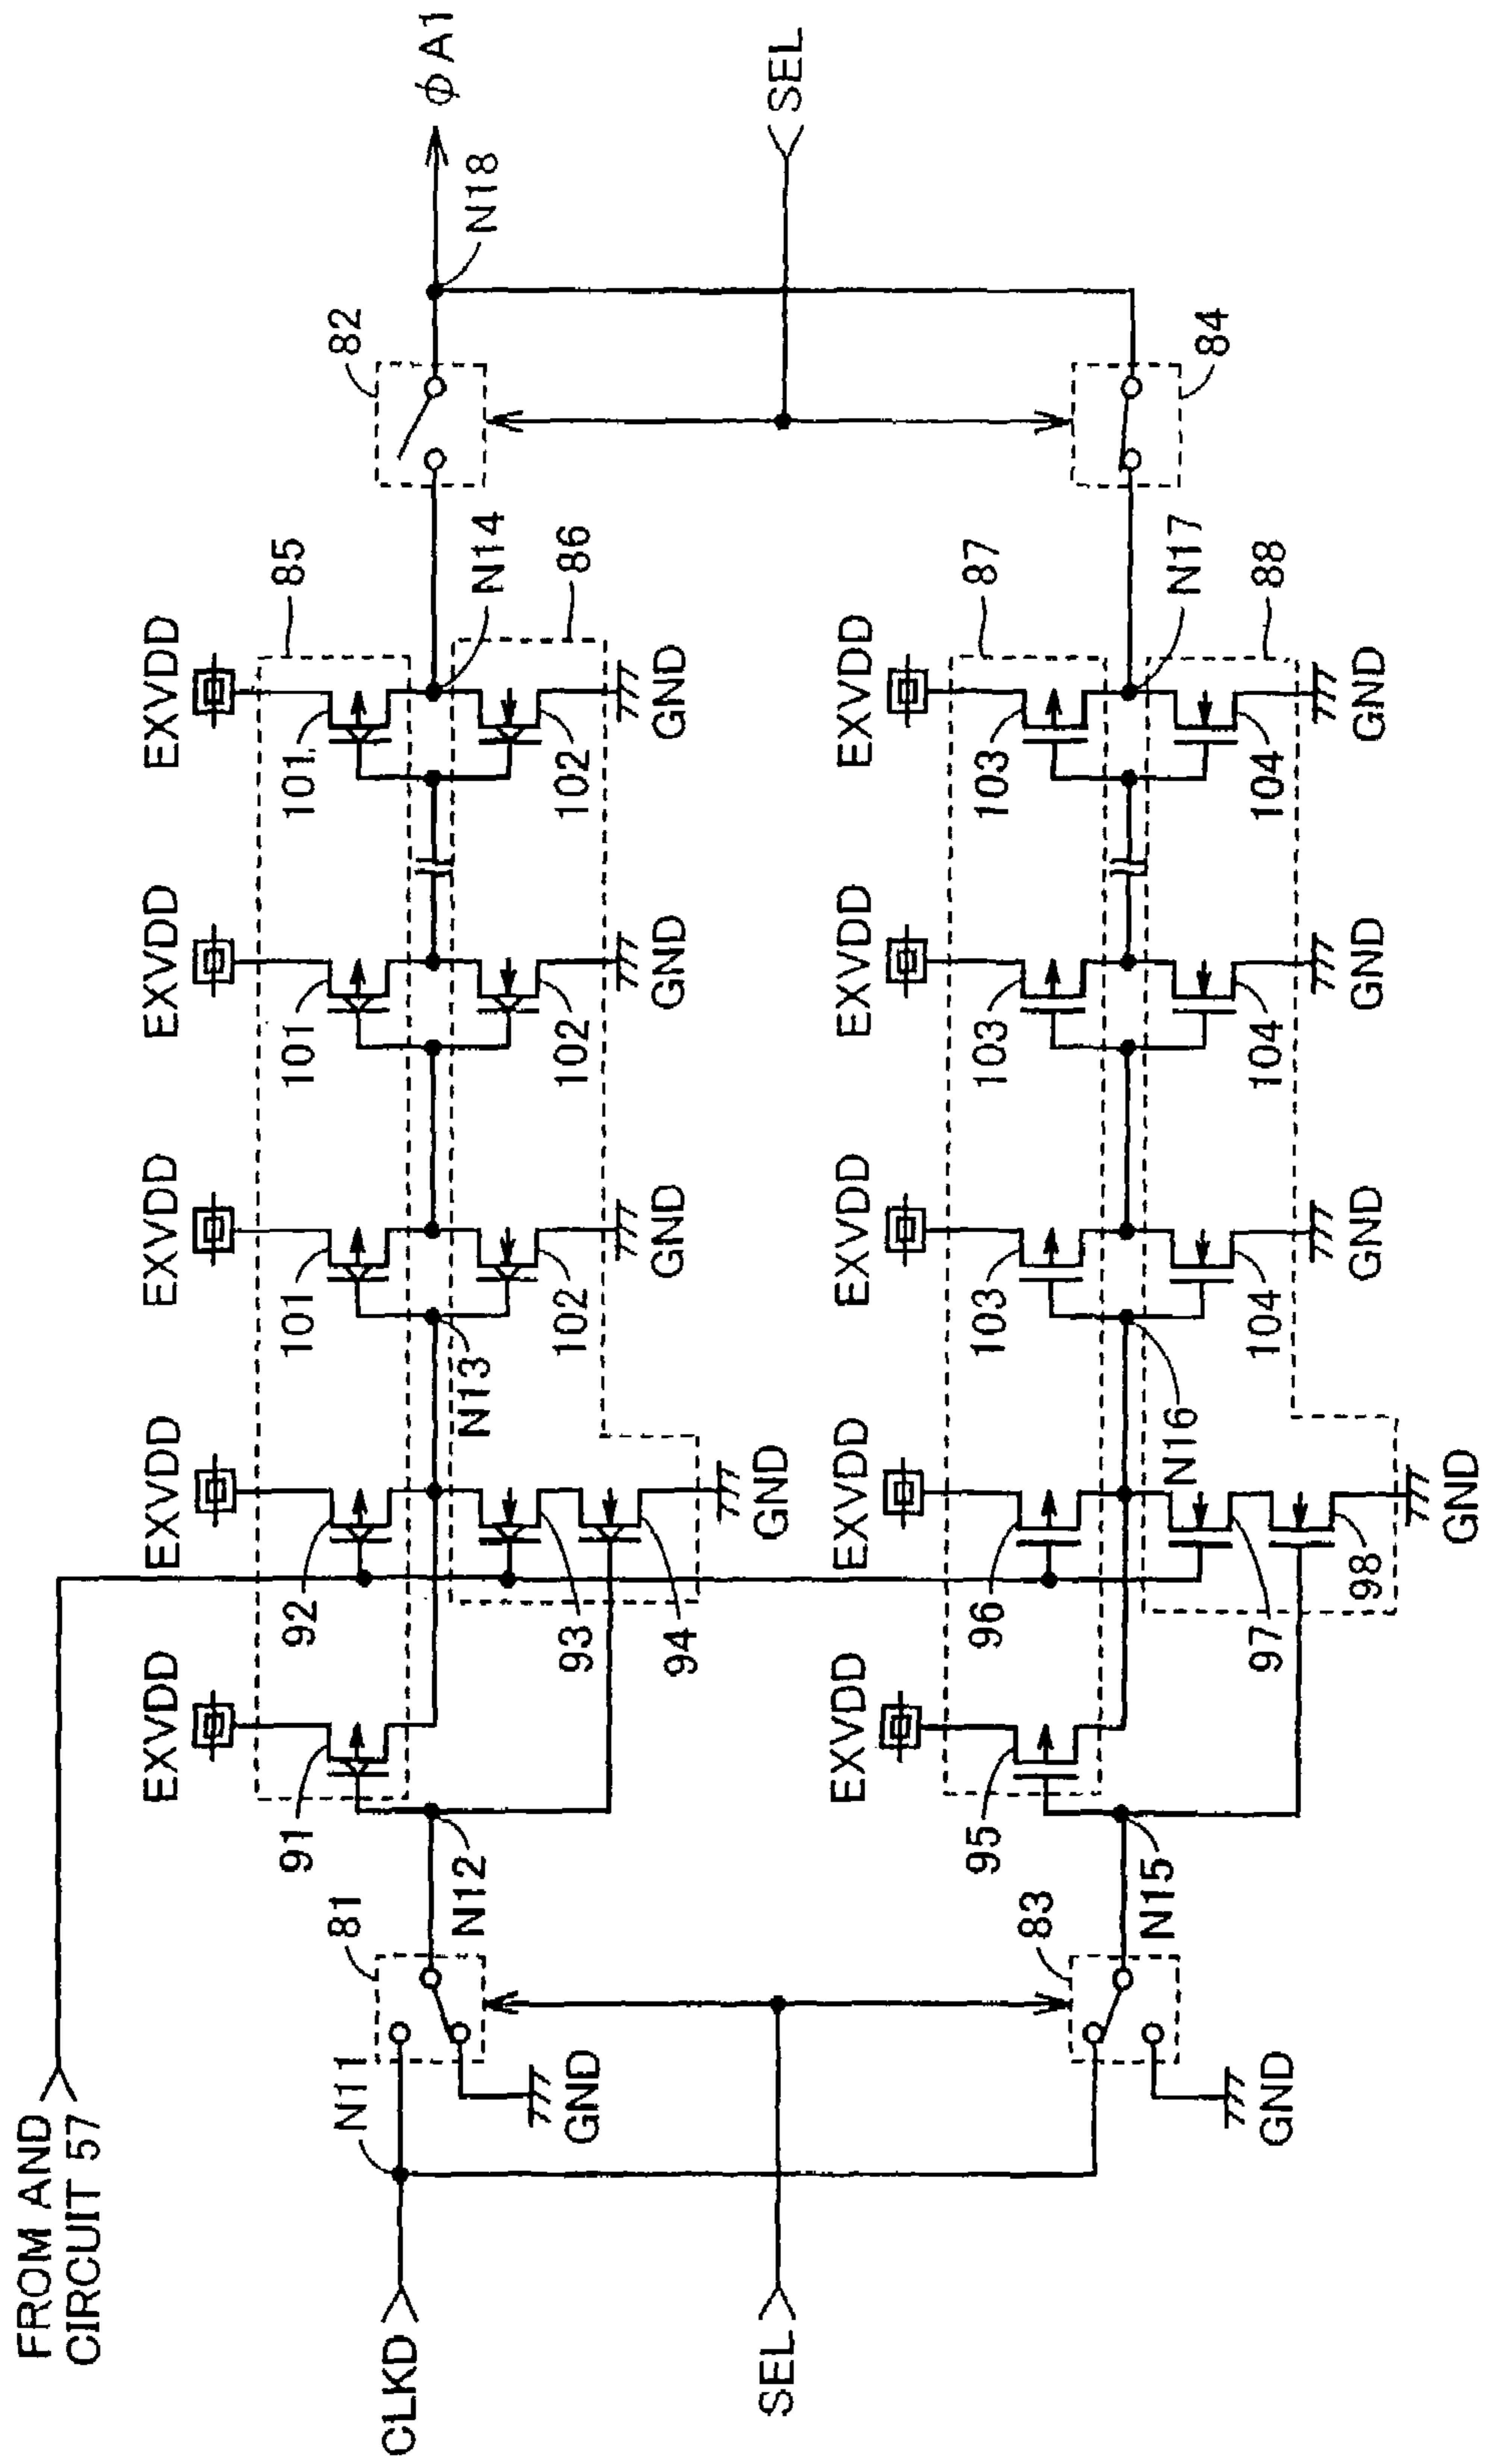 FROM AND
CIRCUIT 57
EXVDD EXVDD EXVDD EXVDD EXVDD
91 92 101 101 101 85
N11 81 82 φA1
CLKD
N12 N13 N14 N18
93 102 102 102 86
94
GND GND GND GND GND
SEL SEL
EXVDD EXVDD EXVDD EXVDD EXVDD
95 96 103 103 103 87
83
N15 N16 N17 84
97 104 104 104 88
98
GND GND GND GND GND